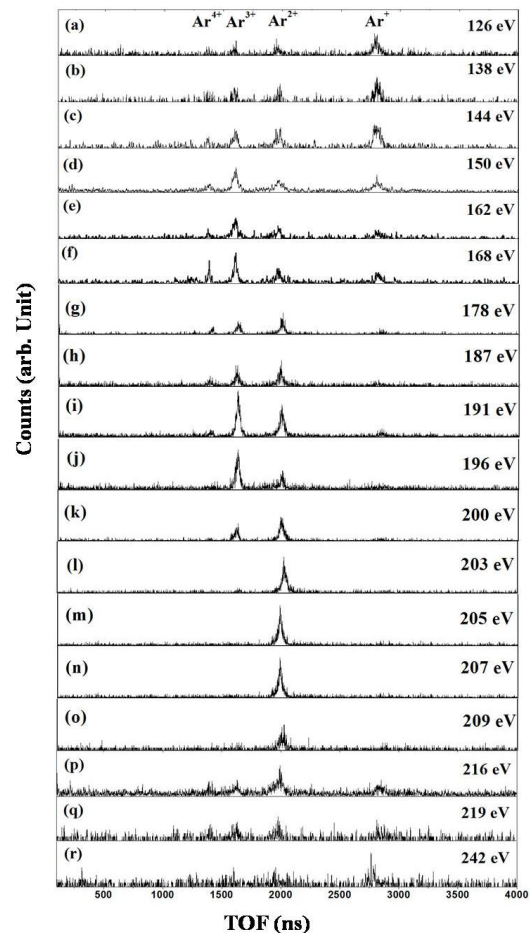 Ar⁴⁺ Ar³⁺ Ar²⁺ Ar⁺
(a) 126 eV
(b) 138 eV
(c) 144 eV
(d) 150 eV
(e) 162 eV
(f) 168 eV
(g) 178 eV
(h) 187 eV
(i) 191 eV
(j) 196 eV
(k) 200 eV
(l) 203 eV
(m) 205 eV
(n) 207 eV
(o) 209 eV
(p) 216 eV
(q) 219 eV
(r) 242 eV
Counts (arb. Unit)
500 1000 1500 2000 2500 3000 3500 4000
TOF (ns)